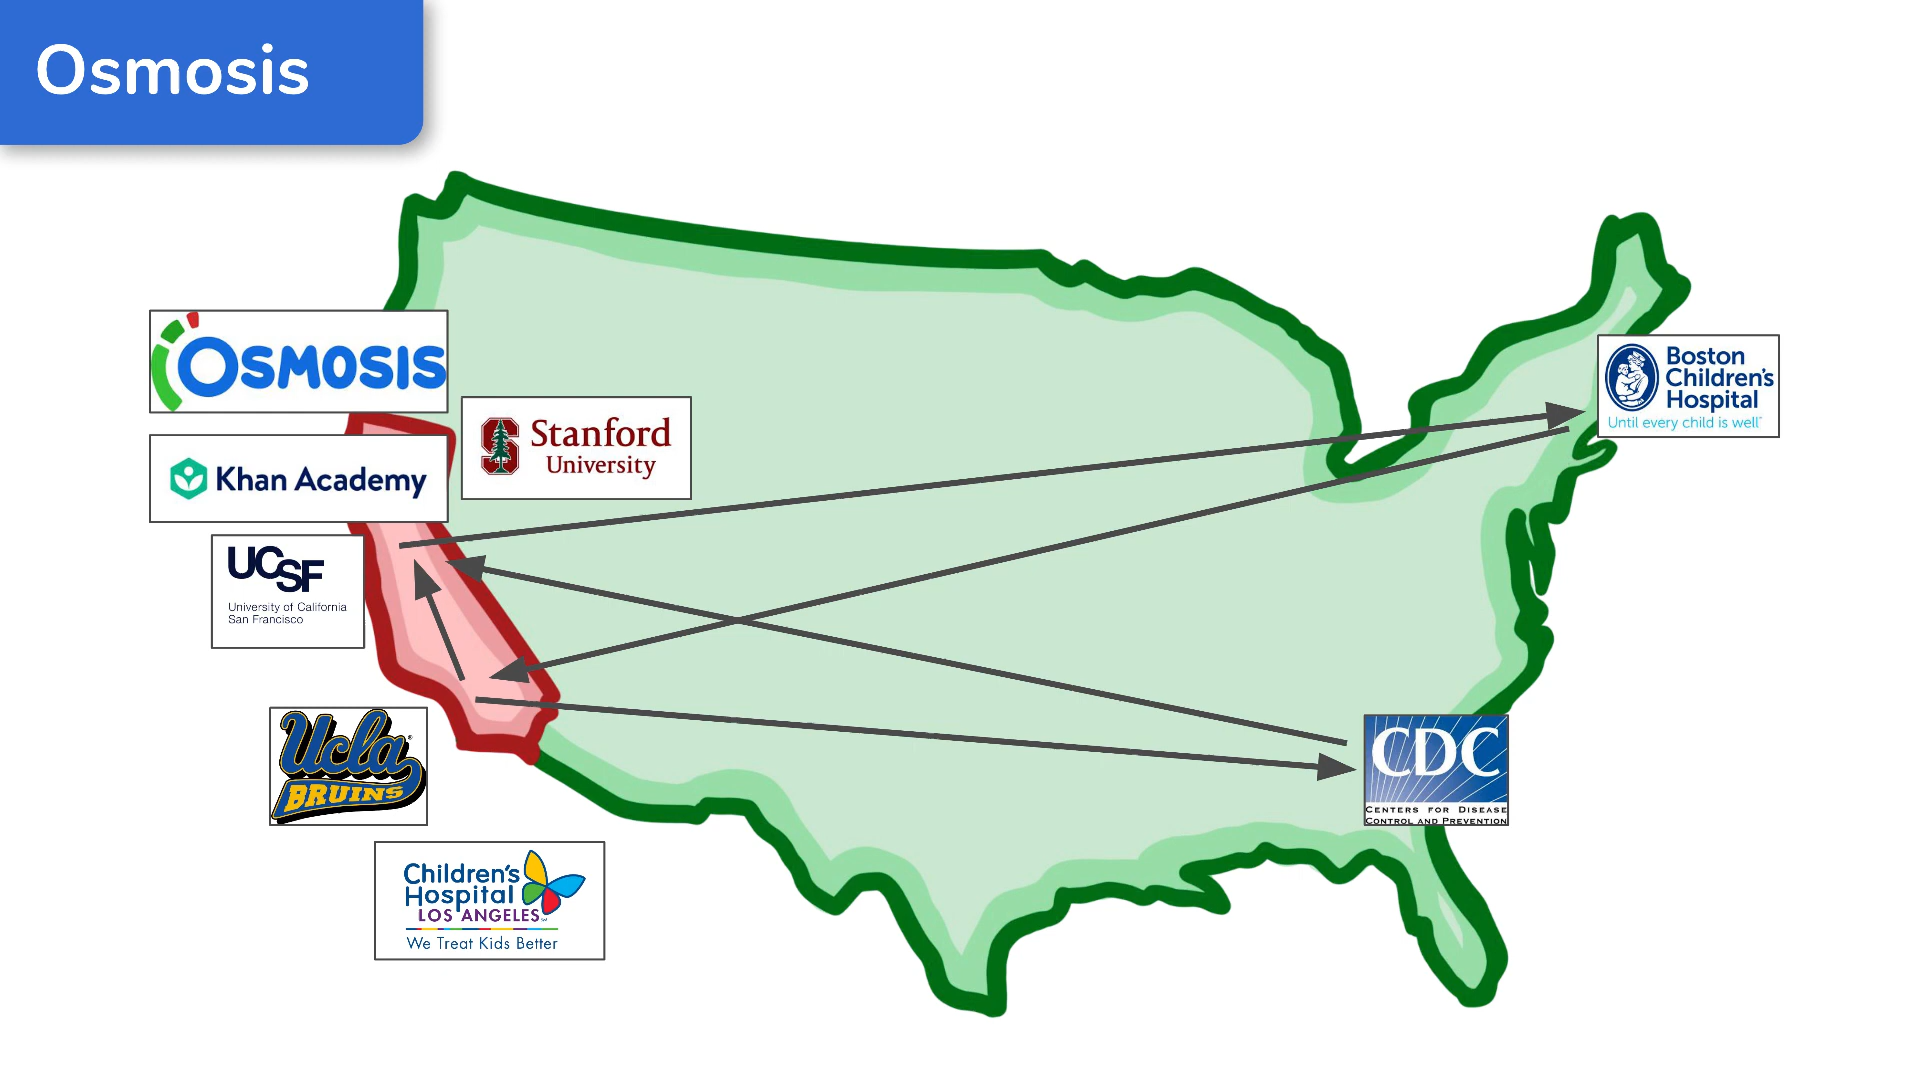 Osmosis
OSMOSIS
Stanford
University
Khan Academy
UCSF
University of California
San Francisco
Boston
Children's
Hospital
Until every child is well™
Ucla
BRUINS
CDC
CENTERS FOR DISEASE
CONTROL AND PREVENTION
Children's
Hospital
LOS ANGELES
We Treat Kids Better